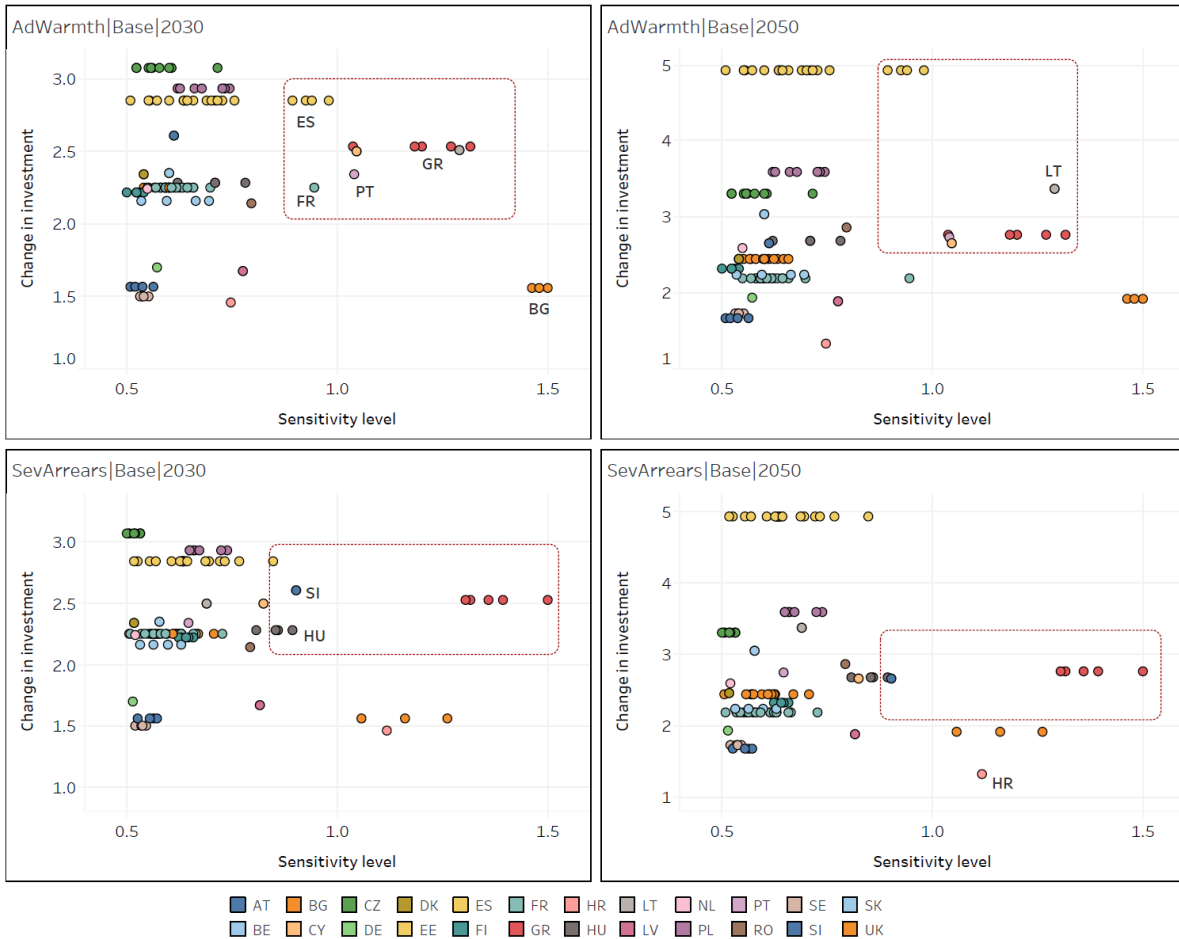 AdWarmth|Base|2030
Change in investment
3.0
2.5
2.0
1.5
1.0
ES
GR
PT
FR
BG
0.5 1.0 1.5
Sensitivity level
AdWarmth|Base|2050
Change in investment
5
4
3
2
1
LT
0.5 1.0 1.5
Sensitivity level
SevArrears|Base|2030
Change in investment
3.0
2.5
2.0
1.5
1.0
SI
HU
0.5 1.0 1.5
Sensitivity level
SevArrears|Base|2050
Change in investment
5
4
3
2
1
HR
0.5 1.0 1.5
Sensitivity level
AT BG CZ DK ES FR HR LT NL PT SE SK
BE CY DE EE FI GR HU LV PL RO SI UK